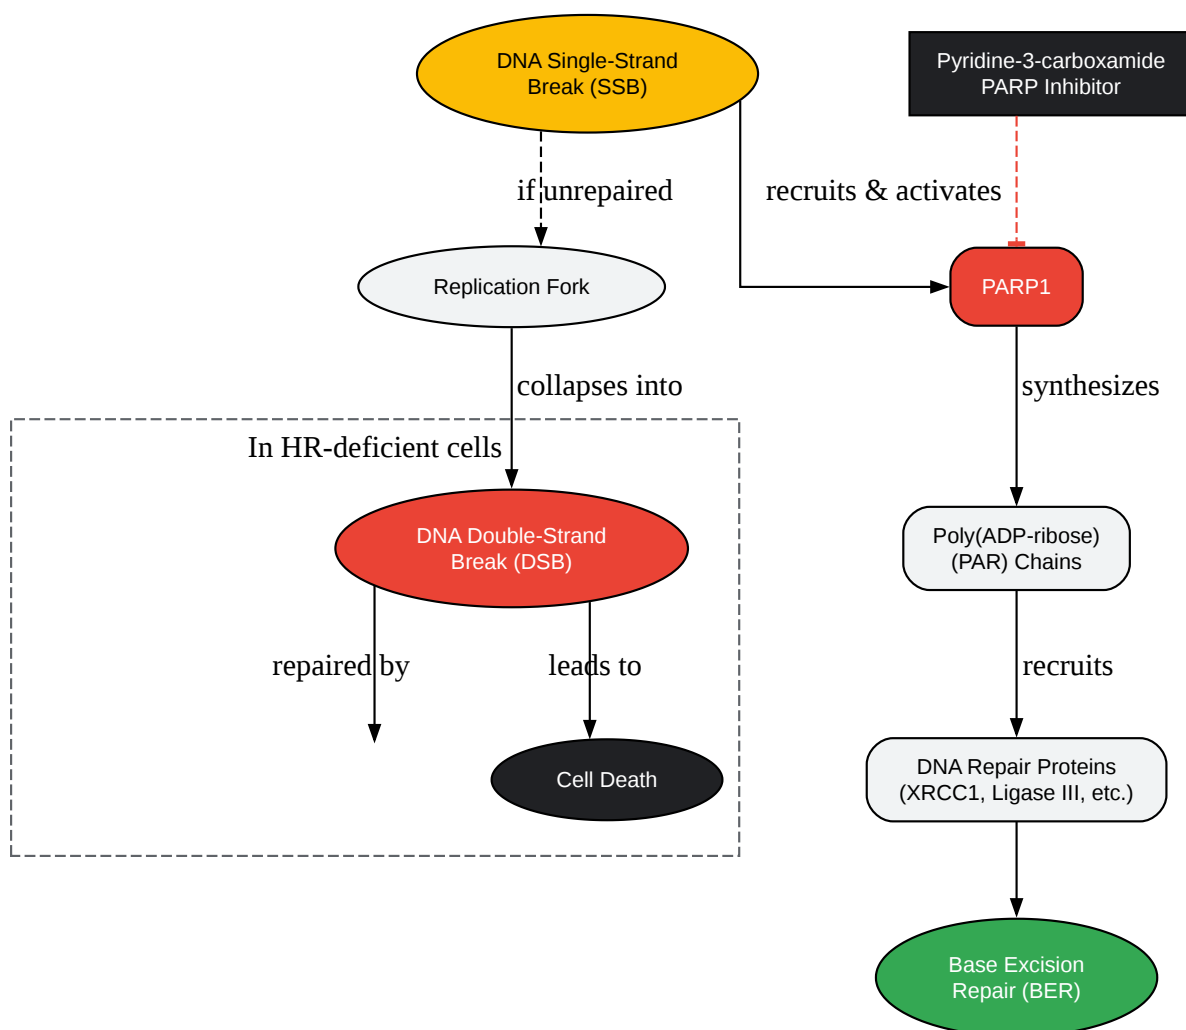 DNA Single-Strand
Break (SSB)
Pyridine-3-carboxamide
PARP Inhibitor
if unrepaired
recruits & activates
Replication Fork
PARP1
collapses into
synthesizes
In HR-deficient cells
DNA Double-Strand
Break (DSB)
Poly(ADP-ribose)
(PAR) Chains
repaired by
leads to
recruits
Cell Death
DNA Repair Proteins
(XRCC1, Ligase III, etc.)
Base Excision
Repair (BER)